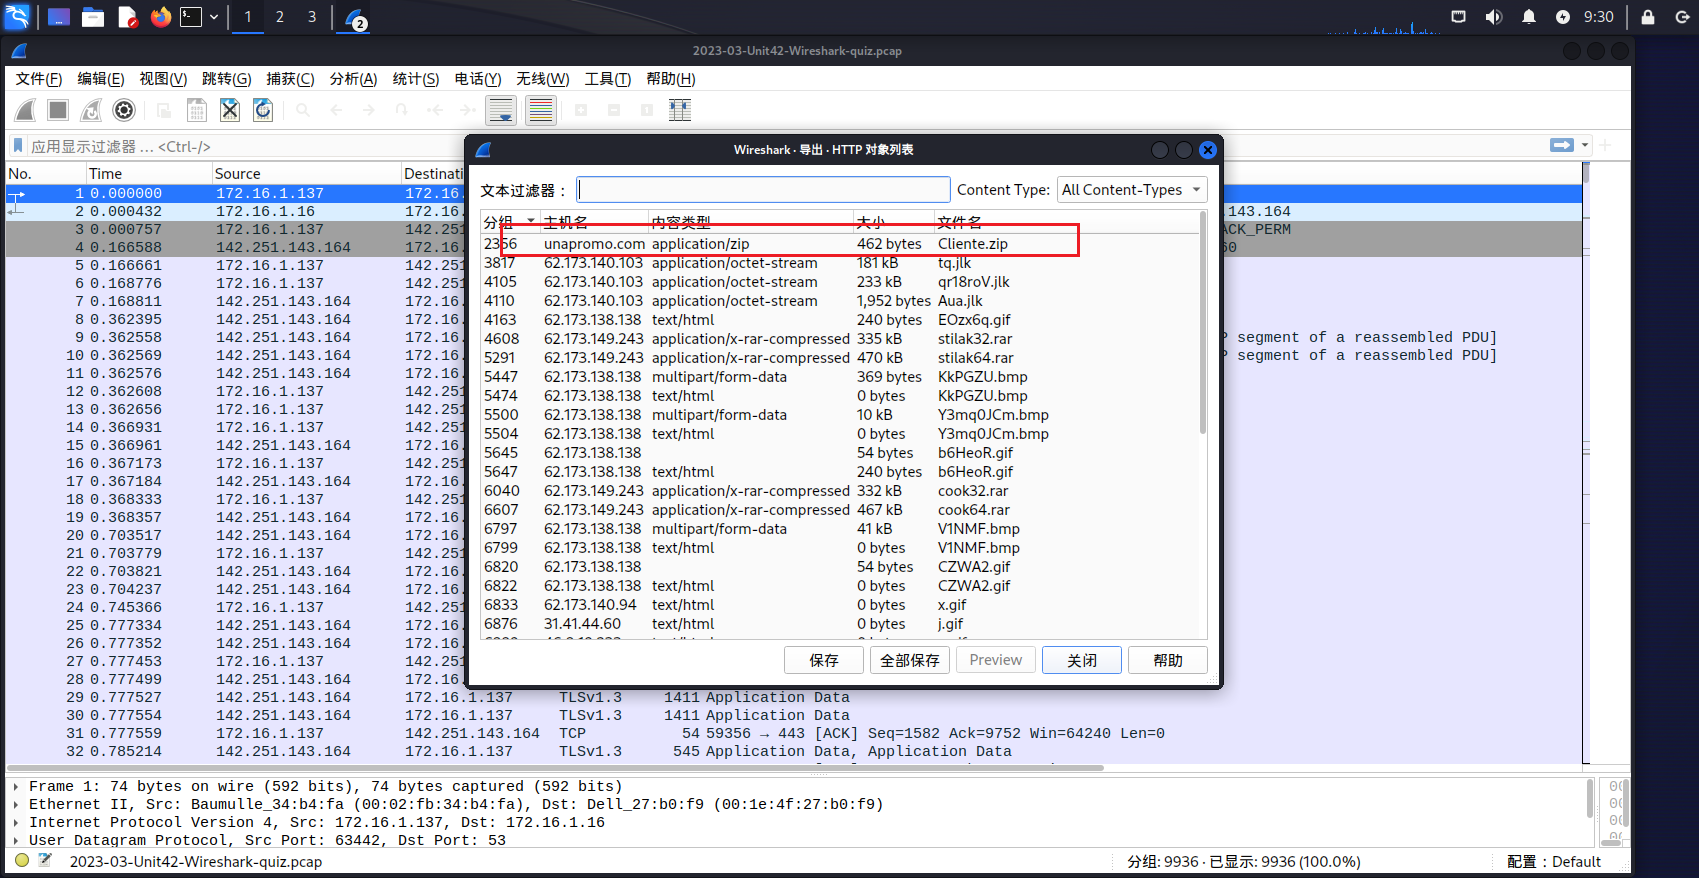 1 2 3 2 9:30
2023-03-Unit42-Wireshark-quiz.pcap
文件(F) 编辑(E) 视图(V) 跳转(G) 捕获(C) 分析(A) 统计(S) 电话(Y) 无线(W) 工具(T) 帮助(H)
应用显示过滤器 … <Ctrl-/>
No. Time Source Destinati
1 0.000000 172.16.1.137 172.16
2 0.000432 172.16.1.16 172.16 .143.164
3 0.000757 172.16.1.137 142.251 ACK_PERM
4 0.166588 142.251.143.164 172.16. 60
5 0.166661 172.16.1.137 142.251
6 0.168776 172.16.1.137 142.251
7 0.168811 142.251.143.164 172.16.
8 0.362395 142.251.143.164 172.16.
9 0.362558 142.251.143.164 172.16. P segment of a reassembled PDU]
10 0.362569 142.251.143.164 172.16. P segment of a reassembled PDU]
11 0.362576 142.251.143.164 172.16.
12 0.362608 172.16.1.137 142.251
13 0.362656 172.16.1.137 142.251
14 0.366931 172.16.1.137 142.251
15 0.366961 142.251.143.164 172.16.
16 0.367173 172.16.1.137 142.251
17 0.367184 142.251.143.164 172.16.
18 0.368333 172.16.1.137 142.251
19 0.368357 142.251.143.164 172.16.
20 0.703517 142.251.143.164 172.16.
21 0.703779 172.16.1.137 142.251
22 0.703821 142.251.143.164 172.16.
23 0.704237 172.16.1.137 142.251
24 0.745366 172.16.1.137 142.251
25 0.777334 142.251.143.164 172.16.
26 0.777352 142.251.143.164 172.16.
27 0.777453 172.16.1.137 142.251
28 0.777499 142.251.143.164 172.16.
29 0.777527 142.251.143.164 172.16.1.137 TLSv1.3 1411 Application Data
30 0.777554 142.251.143.164 172.16.1.137 TLSv1.3 1411 Application Data
31 0.777559 172.16.1.137 142.251.143.164 TCP 54 59356 → 443 [ACK] Seq=1582 Ack=9752 Win=64240 Len=0
32 0.785214 142.251.143.164 172.16.1.137 TLSv1.3 545 Application Data, Application Data
Wireshark · 导出 · HTTP 对象列表
文本过滤器： Content Type: All Content-Types
分组 主机名 内容类型 大小 文件名
2356 unapromo.com application/zip 462 bytes Cliente.zip
3817 62.173.140.103 application/octet-stream 181 kB tq.jlk
4105 62.173.140.103 application/octet-stream 233 kB qr18roV.jlk
4110 62.173.140.103 application/octet-stream 1,952 bytes Aua.jlk
4163 62.173.138.138 text/html 240 bytes EOzx6q.gif
4608 62.173.149.243 application/x-rar-compressed 335 kB stilak32.rar
5291 62.173.149.243 application/x-rar-compressed 470 kB stilak64.rar
5447 62.173.138.138 multipart/form-data 369 bytes KkPGZU.bmp
5474 62.173.138.138 text/html 0 bytes KkPGZU.bmp
5500 62.173.138.138 multipart/form-data 10 kB Y3mq0JCm.bmp
5504 62.173.138.138 text/html 0 bytes Y3mq0JCm.bmp
5645 62.173.138.138 54 bytes b6HeoR.gif
5647 62.173.138.138 text/html 240 bytes b6HeoR.gif
6040 62.173.149.243 application/x-rar-compressed 332 kB cook32.rar
6607 62.173.149.243 application/x-rar-compressed 467 kB cook64.rar
6797 62.173.138.138 multipart/form-data 41 kB V1NMF.bmp
6799 62.173.138.138 text/html 0 bytes V1NMF.bmp
6820 62.173.138.138 54 bytes CZWA2.gif
6822 62.173.138.138 text/html 0 bytes CZWA2.gif
6833 62.173.140.94 text/html 0 bytes x.gif
6876 31.41.44.60 text/html 0 bytes j.gif
保存 全部保存 Preview 关闭 帮助
Frame 1: 74 bytes on wire (592 bits), 74 bytes captured (592 bits)
Ethernet II, Src: Baumulle_34:b4:fa (00:02:fb:34:b4:fa), Dst: Dell_27:b0:f9 (00:1e:4f:27:b0:f9)
Internet Protocol Version 4, Src: 172.16.1.137, Dst: 172.16.1.16
User Datagram Protocol, Src Port: 63442, Dst Port: 53
2023-03-Unit42-Wireshark-quiz.pcap 分组: 9936 · 已显示: 9936 (100.0%) 配置：Default